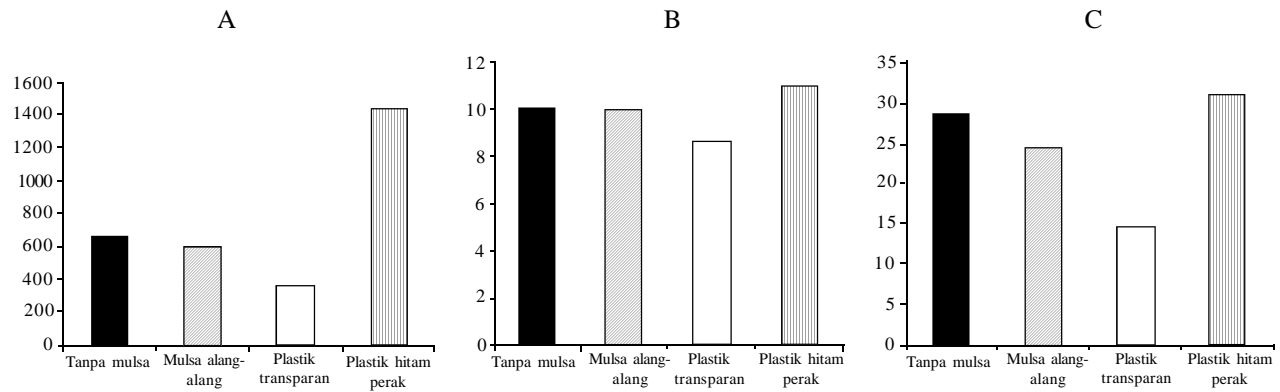 A
1600
1400
1200
1000
800
600
400
200
0
Tanpa mulsa
Mulsa alang-
alang
Plastik
transparan
Plastik hitam
perak
B
12
10
8
6
4
2
0
Tanpa mulsa
Mulsa alang-
alang
Plastik
transparan
Plastik hitam
perak
C
35
30
25
20
15
10
5
0
Tanpa mulsa
Mulsa alang-
alang
Plastik
transparan
Plastik hitam
perak